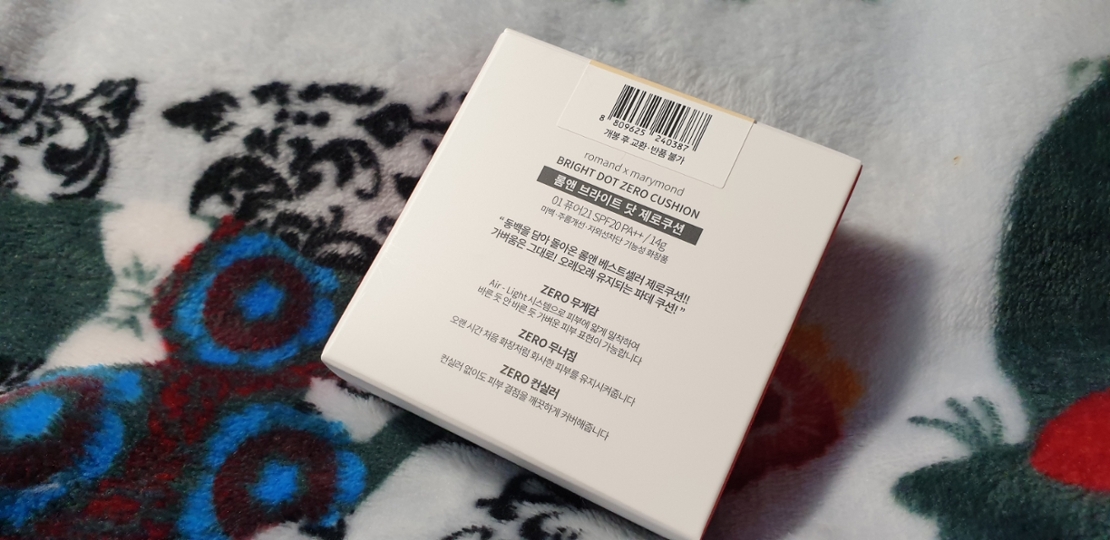 8 809625 240387
개봉 후 교환·반품 불가
romand x marymond
BRIGHT DOT ZERO CUSHION
롬앤 브라이트 닷 제로쿠션
01 퓨어21 SPF20 PA++ / 14g
미백·주름개선·자외선차단 기능성 화장품
“동백을 담아 돌아온 롬앤 베스트셀러 제로쿠션!!
가벼움은 그대로! 오래오래 유지되는 파데 쿠션!”
ZERO 무게감
Air - Light 시스템으로 피부에 얇게 밀착하여
바른 듯 안 바른 듯 가벼운 피부 표현이 가능합니다
ZERO 무너짐
오랜 시간 처음 화장처럼 화사한 피부를 유지시켜줍니다
ZERO 컨실러
컨실러 없이도 피부 결점을 깨끗하게 커버해줍니다